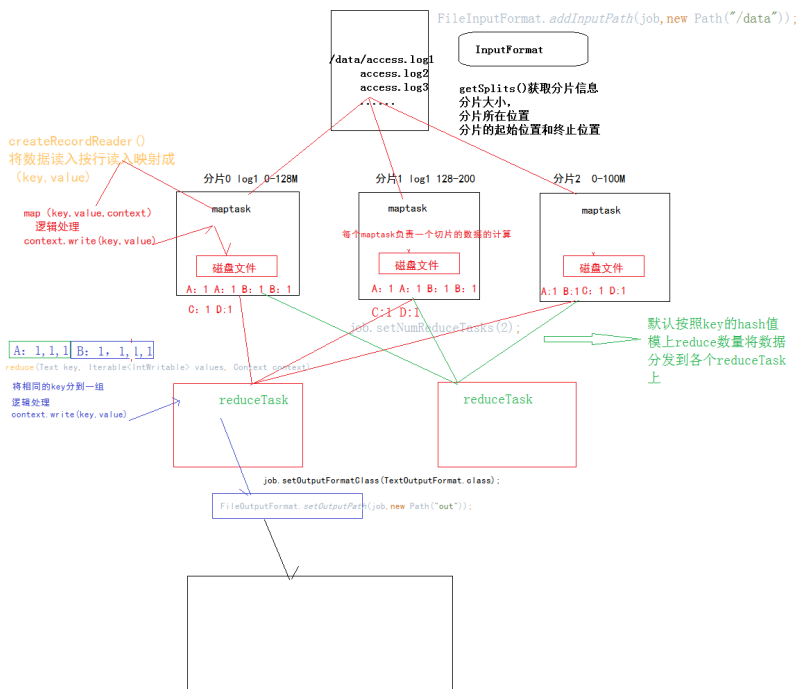 FileInputFormat.addInputPath(job,new Path("/data"));
InputFormat
/data/access.log1
access.log2
access.log3
......
getSplits()获取分片信息
分片大小，
分片所在位置
分片的起始位置和终止位置
createRecordReader()
将数据读入按行读入映射成
(key,value)
分片0 log1 0-128M
分片1 log1 128-200
分片2 0-100M
maptask
maptask
maptask
map（key,value,context）
逻辑处理
context.write(key,value)
每个maptask负责一个切片的数据的计算
磁盘文件
磁盘文件
磁盘文件
A: 1 A: 1 B: 1 B: 1
C: 1 D:1
A: 1 A: 1 B: 1 B: 1
C:1 D:1
A:1 B:1 C: 1 D:1
job.setNumReduceTasks(2);
默认按照key的hash值
模上reduce数量将数据
分发到各个reduceTask
上
A: 1,1,1
B: 1, 1,1,1
reduce(Text key, Iterable<IntWritable> values, Context context)
将相同的key分到一组
逻辑处理
context.write(key,value)
reduceTask
reduceTask
job.setOutputFormatClass(TextOutputFormat.class);
FileOutputFormat.setOutputPath(job,new Path("out"));